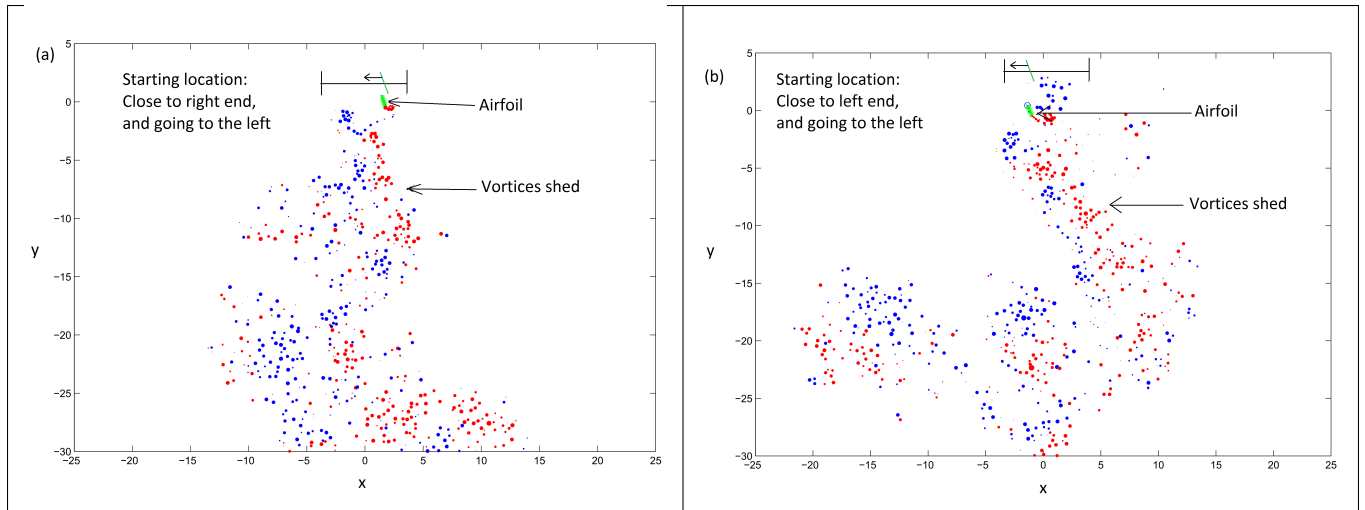 (a)
5
0
−5
−10
−15
−20
−25
−30
−25
−20
−15
−10
−5
0
5
10
15
20
25
y
x
Starting location:
Close to right end,
and going to the left
Airfoil
Vortices shed
(b)
5
0
−5
−10
−15
−20
−25
−30
−25
−20
−15
−10
−5
0
5
10
15
20
25
y
x
Starting location:
Close to left end,
and going to the left
Airfoil
Vortices shed